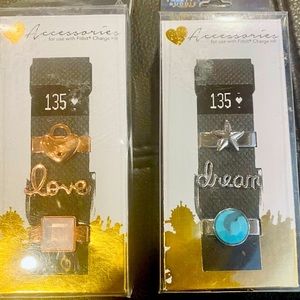 Accessories
for use with Fitbit® Charge HR
135 ♥
love
Accessories
for use with Fitbit® Charge HR
135 ♥
dream